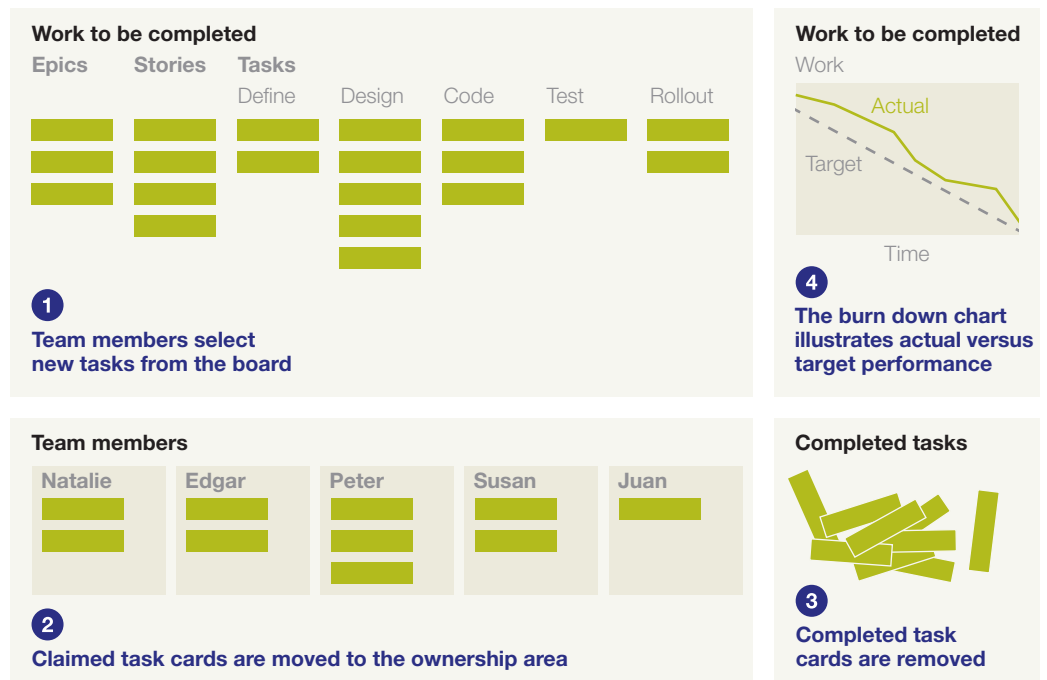 Work to be completed
Epics Stories Tasks
Define Design Code Test Rollout
1
Team members select
new tasks from the board
Work to be completed
Work
Actual
Target
Time
4
The burn down chart
illustrates actual versus
target performance
Team members
Natalie Edgar Peter Susan Juan
2
Claimed task cards are moved to the ownership area
Completed tasks
3
Completed task
cards are removed